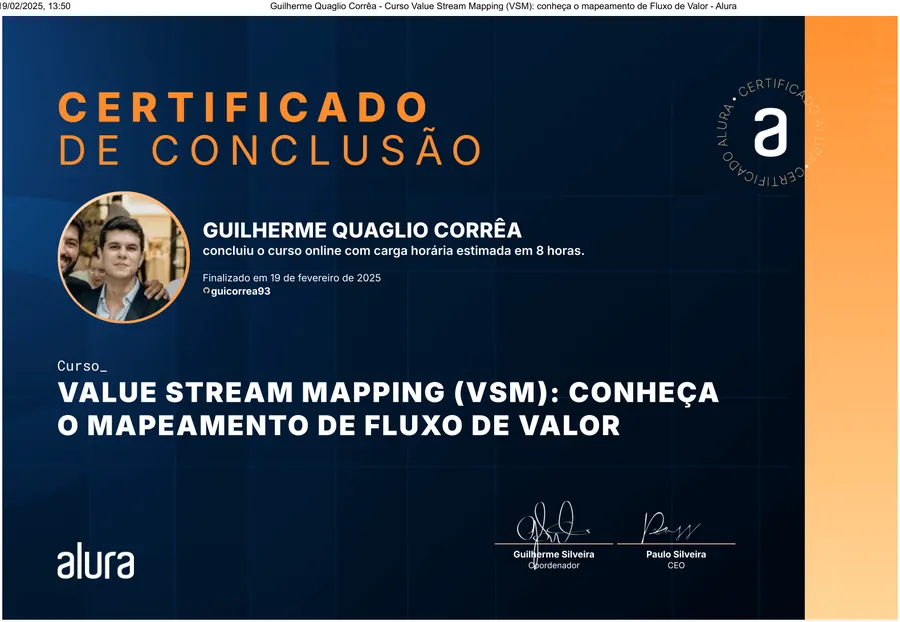 19/02/2025, 13:50
Guilherme Quaglio Corrêa - Curso Value Stream Mapping (VSM): conheça o mapeamento de Fluxo de Valor - Alura
CERTIFICADO
DE CONCLUSÃO
CERTIFICADO ALURA • CERTIFICADO ALURA •
a
GUILHERME QUAGLIO CORRÊA
concluiu o curso online com carga horária estimada em 8 horas.
Finalizado em 19 de fevereiro de 2025
guicorrea93
Curso_
VALUE STREAM MAPPING (VSM): CONHEÇA
O MAPEAMENTO DE FLUXO DE VALOR
alura
Guilherme Silveira
Coordenador
Paulo Silveira
CEO